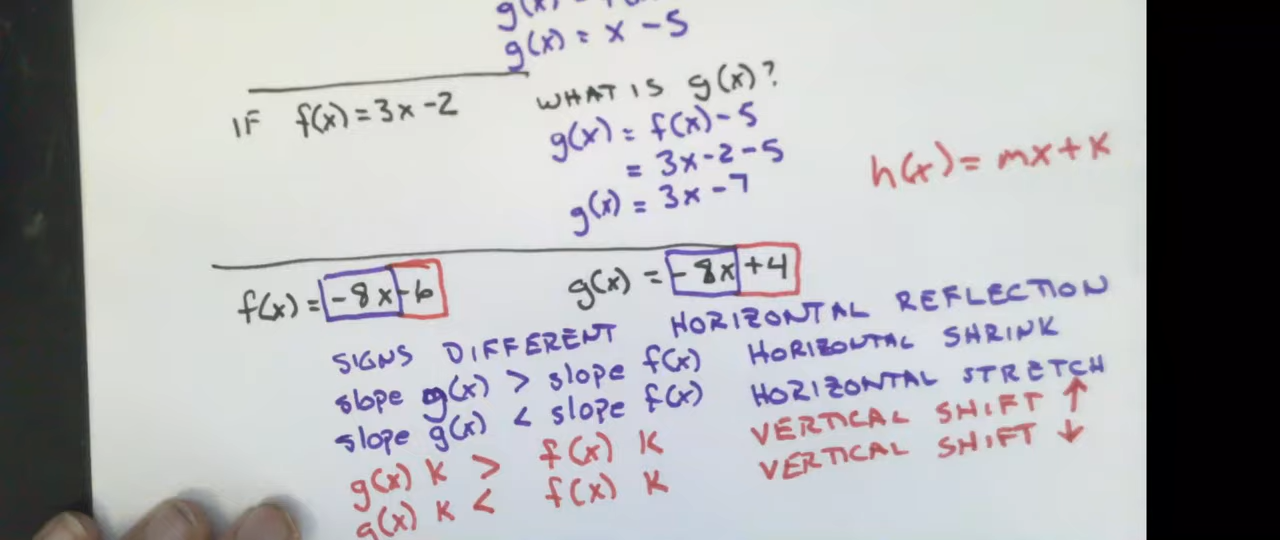 g(x)
g(x) = x - 5
IF f(x) = 3x - 2 WHAT IS g(x)?
g(x) = f(x) - 5
= 3x - 2 - 5
g(x) = 3x - 7
h(x) = mx + k
f(x) = -8x - 6 g(x) = -8x + 4
SIGNS DIFFERENT HORIZONTAL REFLECTION
slope g(x) > slope f(x) HORIZONTAL SHRINK
slope g(x) < slope f(x) HORIZONTAL STRETCH
g(x) K > f(x) K VERTICAL SHIFT ↑
g(x) K < f(x) K VERTICAL SHIFT ↓